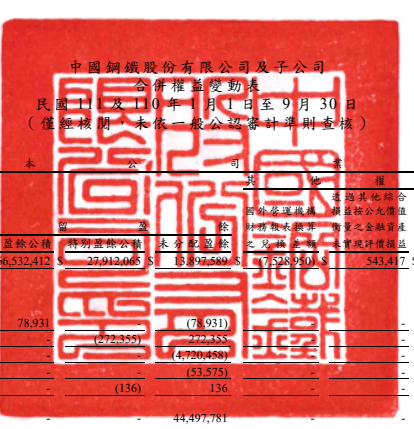 中國鋼鐵股份有限公司及子公司
合併權益變動表
民國 111 及 110 年 1 月 1 日至 9 月 30 日
（僅經核閱，未依一般公認審計準則查核）
本 公 司 業
其 他 權
透過其他綜合
國外營運機構 損益按公允價值
留 盈 餘 財務報表換算 衡量之金融資產
盈餘公積 特別盈餘公積 未分配盈餘 之兌換差額 未實現評價損益
66,532,412 $ 27,912,065 $ 13,897,589 $ (7,528,950) $ 543,417 $
78,931 - (78,931) - -
- (272,355) 272,355 - -
- - (4,720,458) - -
- - (53,575) - -
- (136) 136 - -
- - 44,497,781 - -